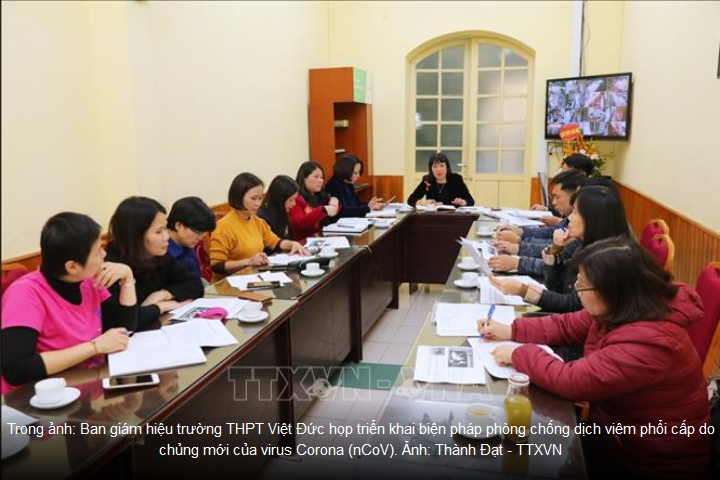 TTXVN
Trong ảnh: Ban giám hiệu trường THPT Việt Đức họp triển khai biện pháp phòng chống dịch viêm phổi cấp do
chủng mới của virus Corona (nCoV). Ảnh: Thành Đạt - TTXVN